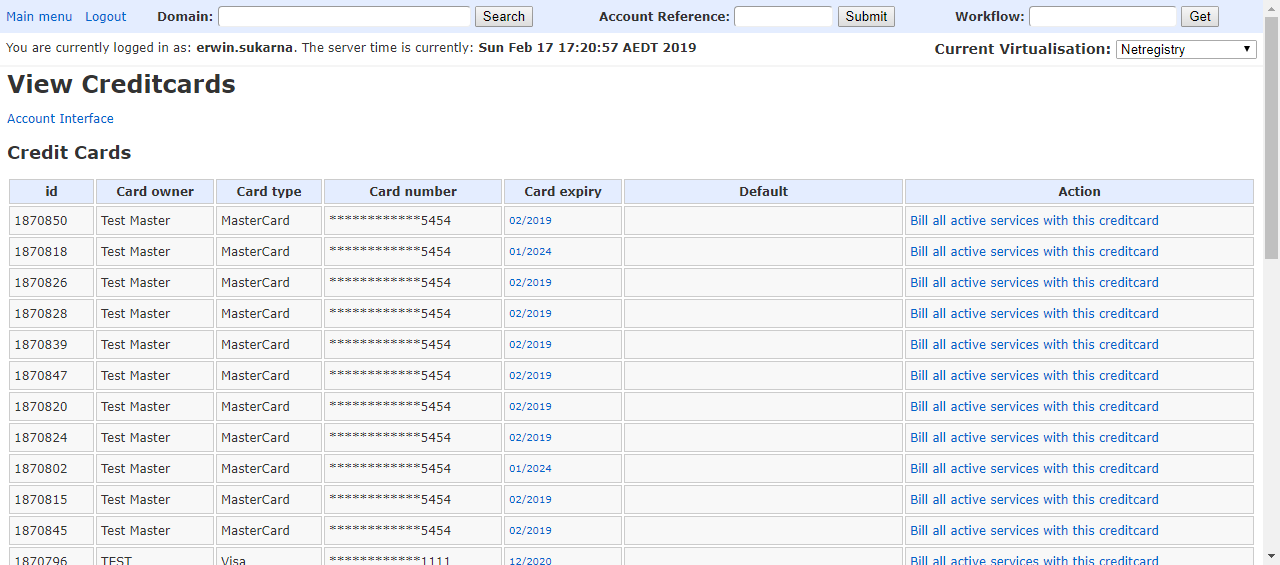 Main menu Logout Domain: Search Account Reference: Submit Workflow: Get
You are currently logged in as: erwin.sukarna. The server time is currently: Sun Feb 17 17:20:57 AEDT 2019 Current Virtualisation: Netregistry
View Creditcards
Account Interface
Credit Cards
id Card owner Card type Card number Card expiry Default Action
1870850 Test Master MasterCard ************5454 02/2019 Bill all active services with this creditcard
1870818 Test Master MasterCard ************5454 01/2024 Bill all active services with this creditcard
1870826 Test Master MasterCard ************5454 02/2019 Bill all active services with this creditcard
1870828 Test Master MasterCard ************5454 02/2019 Bill all active services with this creditcard
1870839 Test Master MasterCard ************5454 02/2019 Bill all active services with this creditcard
1870847 Test Master MasterCard ************5454 02/2019 Bill all active services with this creditcard
1870820 Test Master MasterCard ************5454 02/2019 Bill all active services with this creditcard
1870824 Test Master MasterCard ************5454 02/2019 Bill all active services with this creditcard
1870802 Test Master MasterCard ************5454 01/2024 Bill all active services with this creditcard
1870815 Test Master MasterCard ************5454 02/2019 Bill all active services with this creditcard
1870845 Test Master MasterCard ************5454 02/2019 Bill all active services with this creditcard
1870796 TEST Visa ************1111 12/2020 Bill all active services with this creditcard